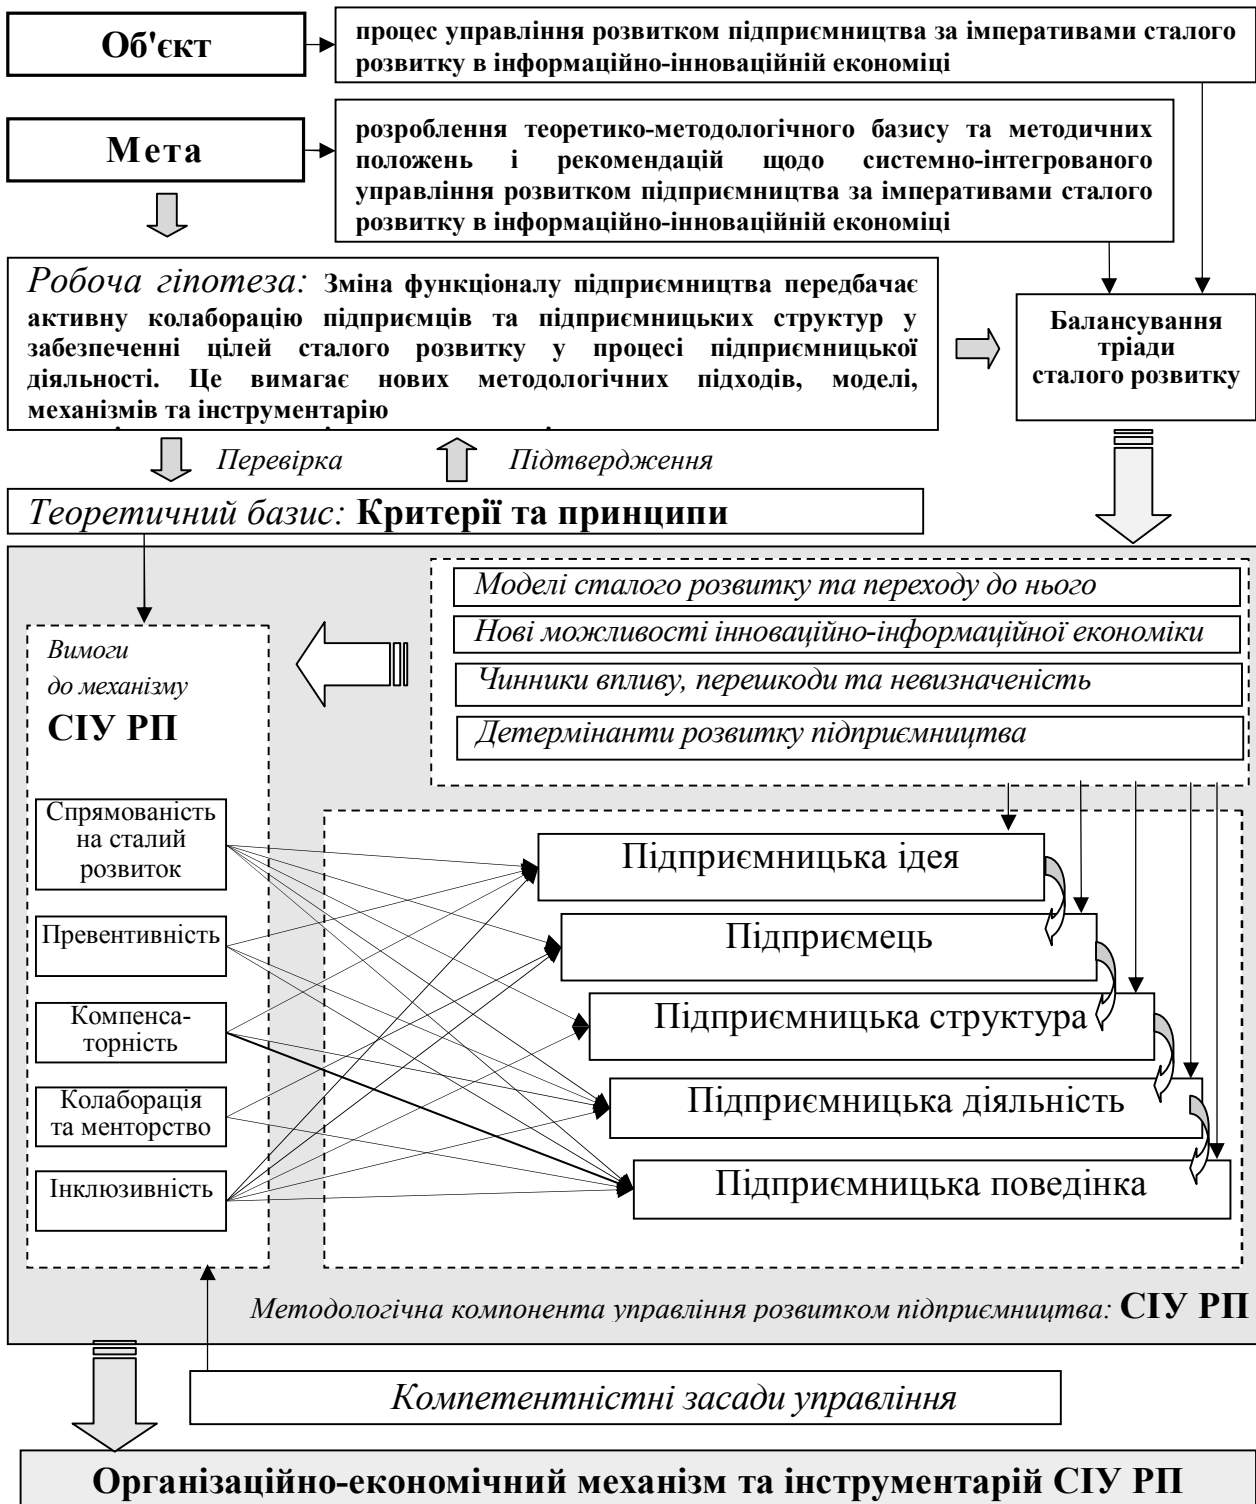 Об'єкт
процес управління розвитком підприємництва за імперативами сталого
розвитку в інформаційно-інноваційній економіці
Мета
розроблення теоретико-методологічного базису та методичних
положень і рекомендацій щодо системно-інтегрованого
управління розвитком підприємництва за імперативами сталого
розвитку в інформаційно-інноваційній економіці
Робоча гіпотеза: Зміна функціоналу підприємництва передбачає
активну колаборацію підприємців та підприємницьких структур у
забезпеченні цілей сталого розвитку у процесі підприємницької
діяльності. Це вимагає нових методологічних підходів, моделі,
механізмів та інструментарію
Балансування
тріади
сталого розвитку
Перевірка
Підтвердження
Теоретичний базис: Критерії та принципи
Моделі сталого розвитку та переходу до нього
Нові можливості інноваційно-інформаційної економіки
Чинники впливу, перешкоди та невизначеність
Детермінанти розвитку підприємництва
Вимоги
до механізму
СІУ РП
Спрямованість
на сталий
розвиток
Превентивність
Компенса-
торність
Колаборація
та менторство
Інклюзивність
Підприємницька ідея
Підприємець
Підприємницька структура
Підприємницька діяльність
Підприємницька поведінка
Методологічна компонента управління розвитком підприємництва: СІУ РП
Компетентністні засади управління
Організаційно-економічний механізм та інструментарій СІУ РП